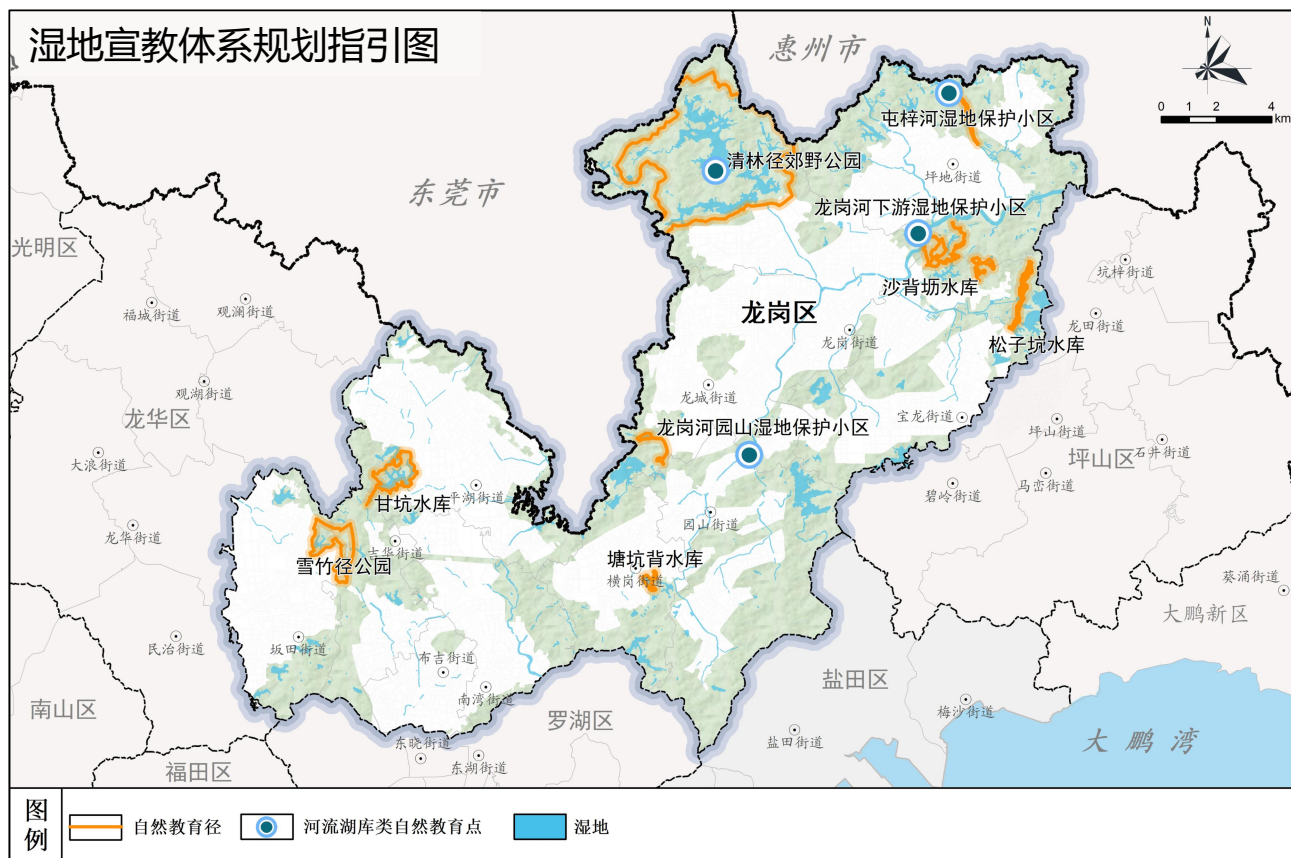 湿地宣教体系规划指引图
惠州市
N
0 1 2 4
km
屯梓河湿地保护小区
清林径郊野公园
坪地街道
东莞市
龙岗河下游湿地保护小区
光明区
坑梓街道
沙背坜水库
福城街道
观澜街道
龙岗区
龙田街道
龙岗街道
松子坑水库
观湖街道
龙城街道
龙华区
宝龙街道
龙岗河园山湿地保护小区
坪山街道
石井街道
大浪街道
坪山区
马峦街道
碧岭街道
甘坑水库
平湖街道
园山街道
龙华街道
吉华街道
雪竹径公园
塘坑背水库
横岗街道
葵涌街道
大鹏新区
民治街道
坂田街道
布吉街道
盐田区
南湾街道
梅沙街道
南山区
罗湖区
盐田街道
大鹏湾
东晓街道
东湖街道
福田区
图例
自然教育径
河流湖库类自然教育点
湿地